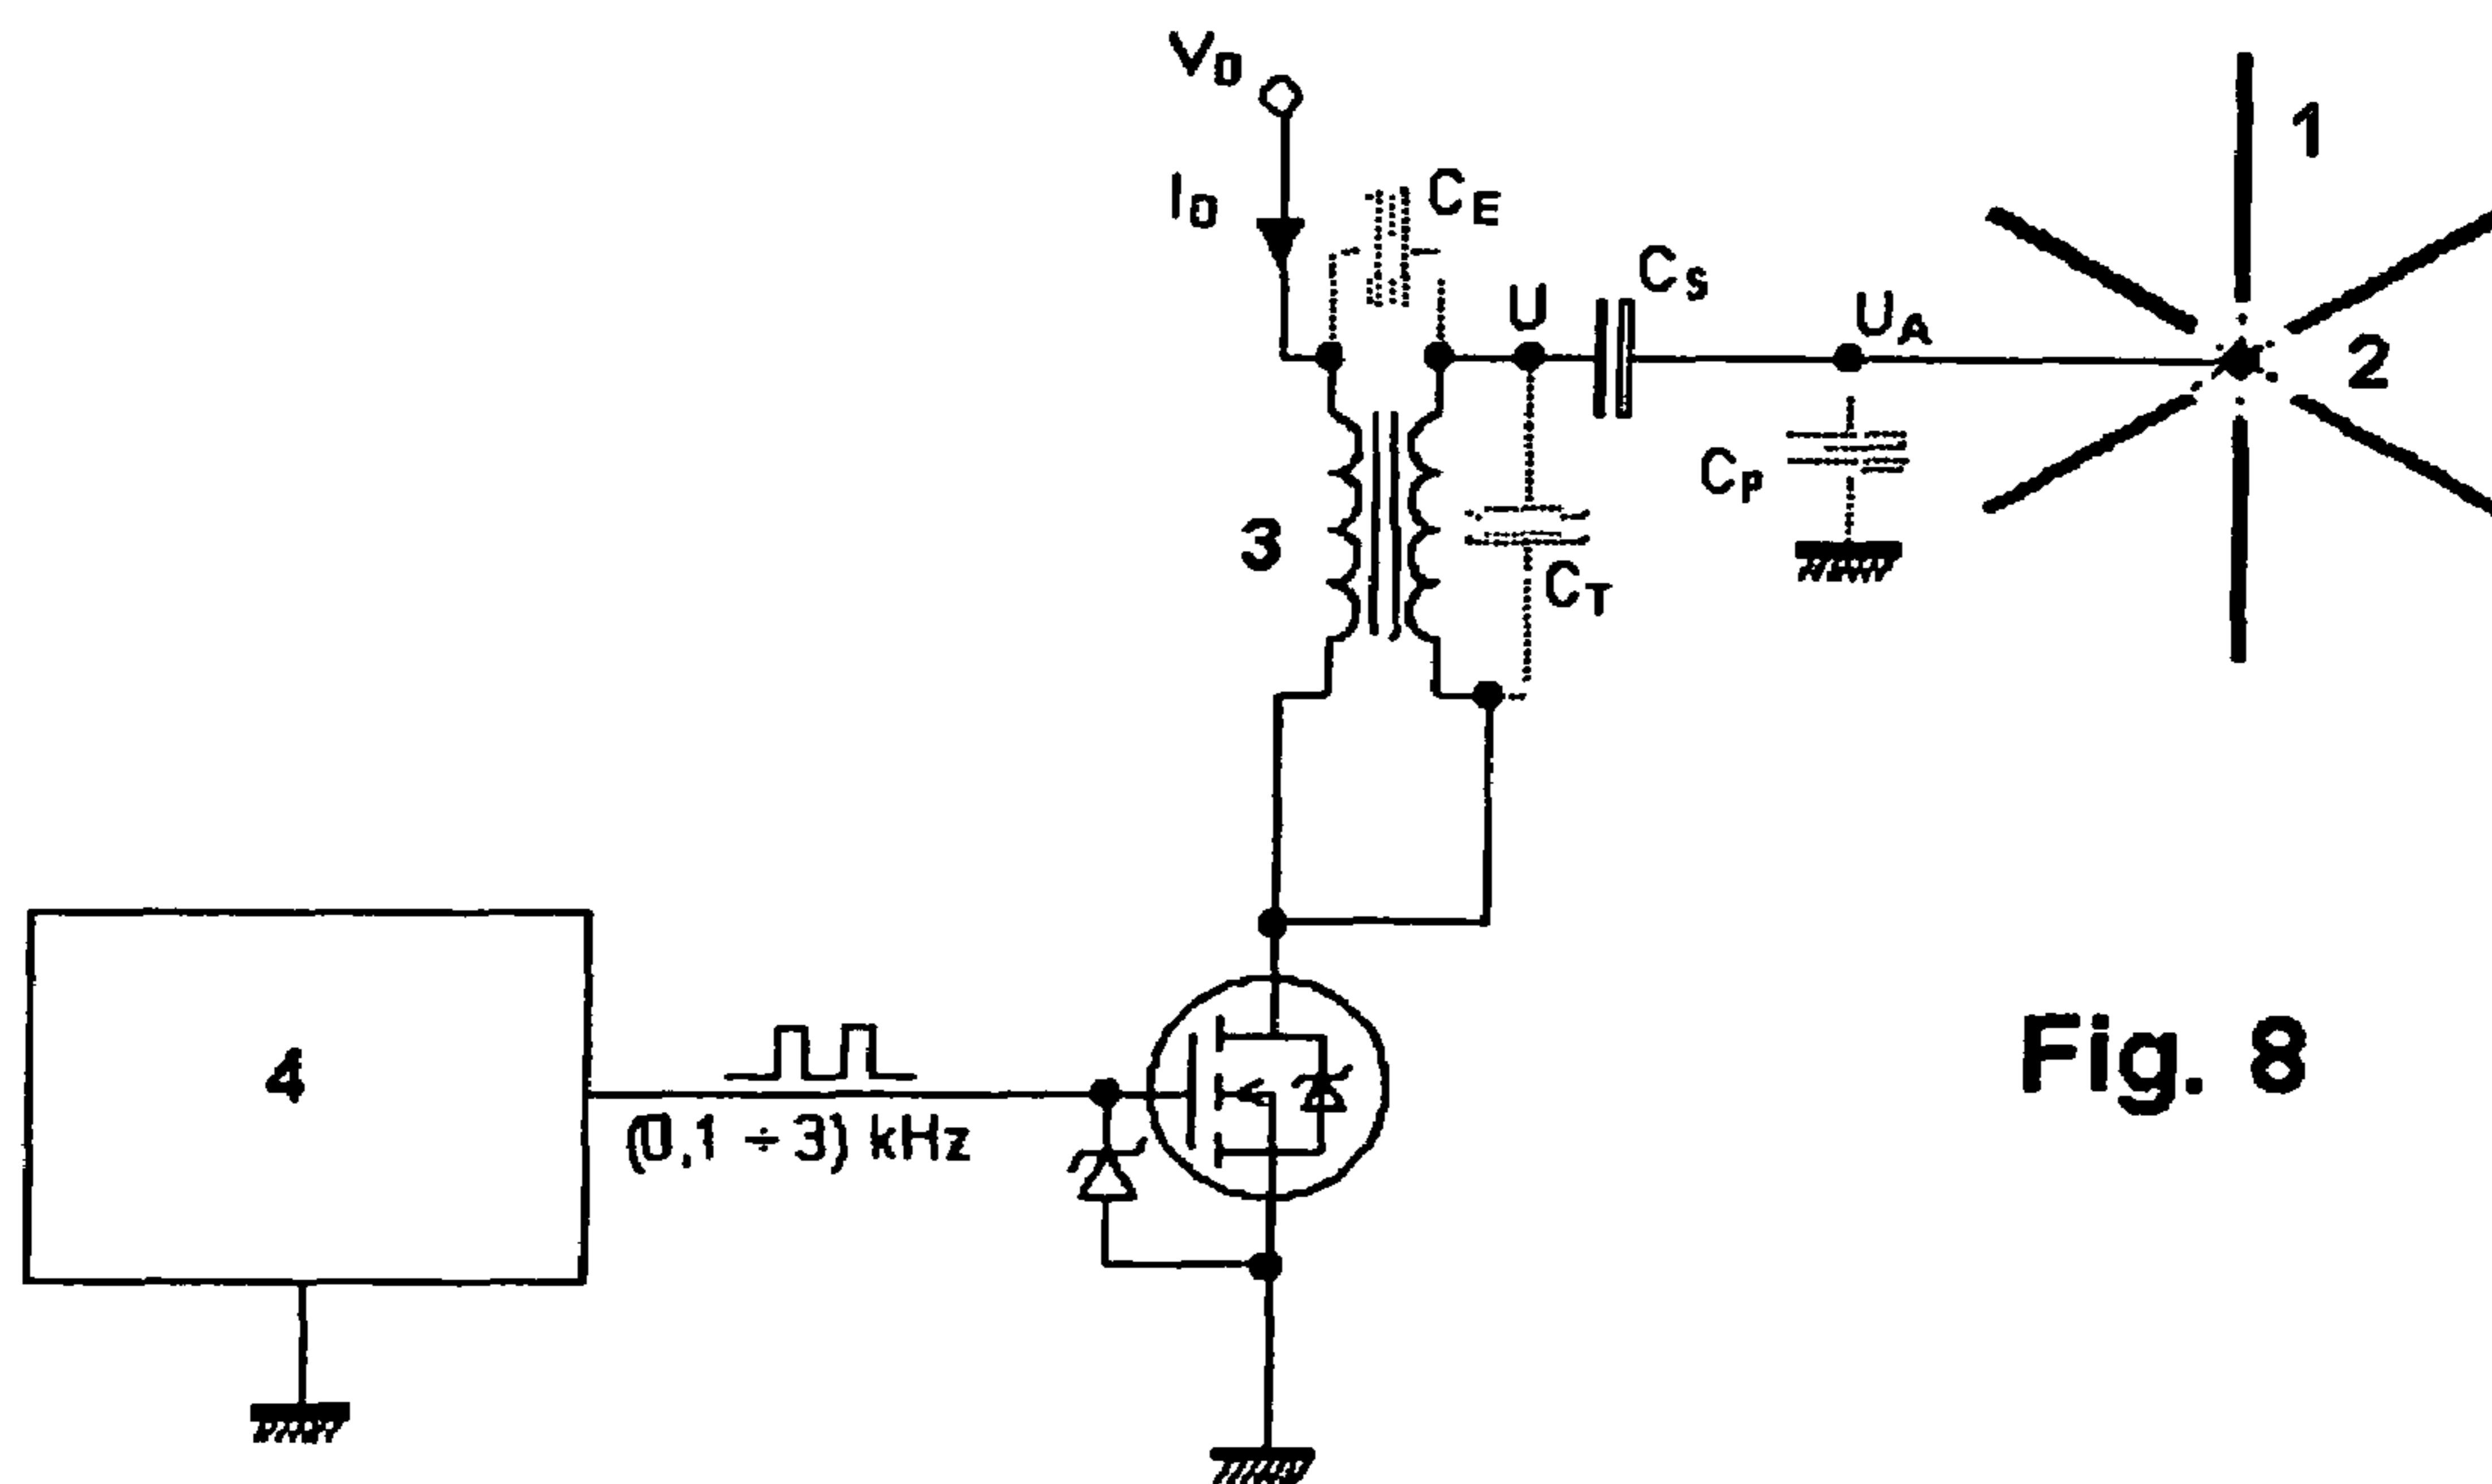 V0
I0
CE
CS
U
UA
1
2
3
CT
CP
4
(0,1 ÷ 3) kHz
Fig. 8